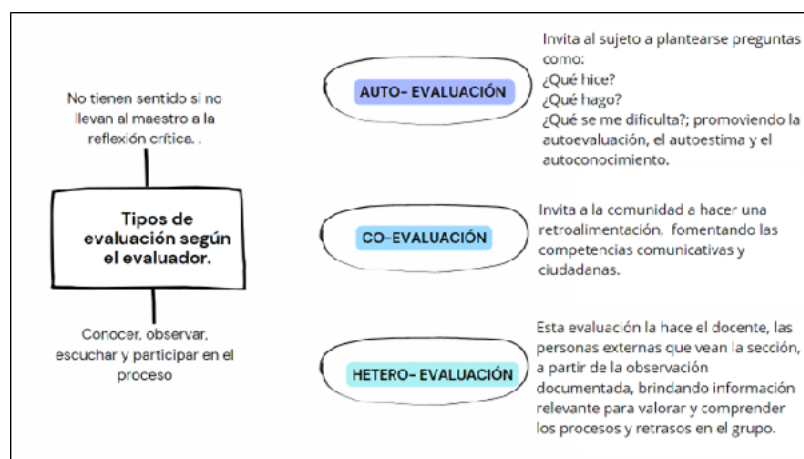 No tienen sentido si no
llevan al maestro a la
reflexión crítica. .
Tipos de
evaluación según
el evaluador.
Conocer, observar,
escuchar y participar en el
proceso
AUTO- EVALUACIÓN
Invita al sujeto a plantearse preguntas
como:
¿Qué hice?
¿Qué hago?
¿Qué se me dificulta?; promoviendo la
autoevaluación, el autoestima y el
autoconocimiento.
CO-EVALUACIÓN
Invita a la comunidad a hacer una
retroalimentación, fomentando las
competencias comunicativas y
ciudadanas.
HETERO- EVALUACIÓN
Esta evaluación la hace el docente, las
personas externas que vean la sección,
a partir de la observación
documentada, brindando información
relevante para valorar y comprender
los procesos y retrasos en el grupo.